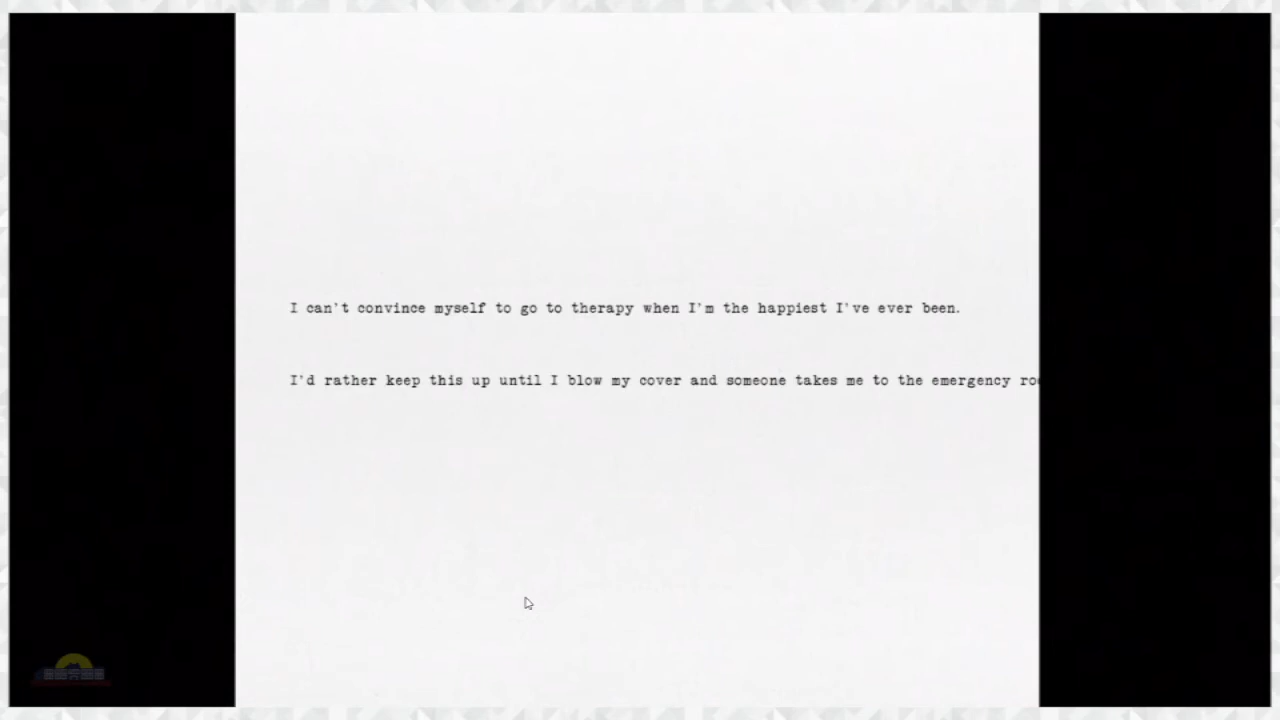 I can't convince myself to go to therapy when I'm the happiest I've ever been.
I'd rather keep this up until I blow my cover and someone takes me to the emergency